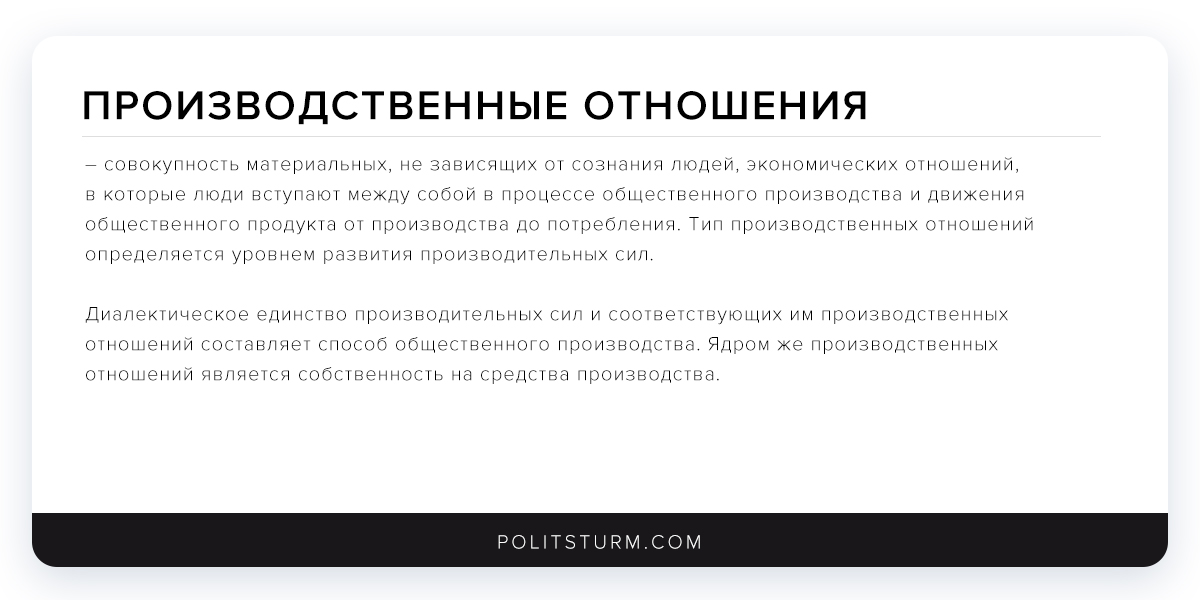 ПРОИЗВОДСТВЕННЫЕ ОТНОШЕНИЯ
– совокупность материальных, не зависящих от сознания людей, экономических отношений,
в которые люди вступают между собой в процессе общественного производства и движения
общественного продукта от производства до потребления. Тип производственных отношений
определяется уровнем развития производительных сил.
Диалектическое единство производительных сил и соответствующих им производственных
отношений составляет способ общественного производства. Ядром же производственных
отношений является собственность на средства производства.
POLITSTURM.COM